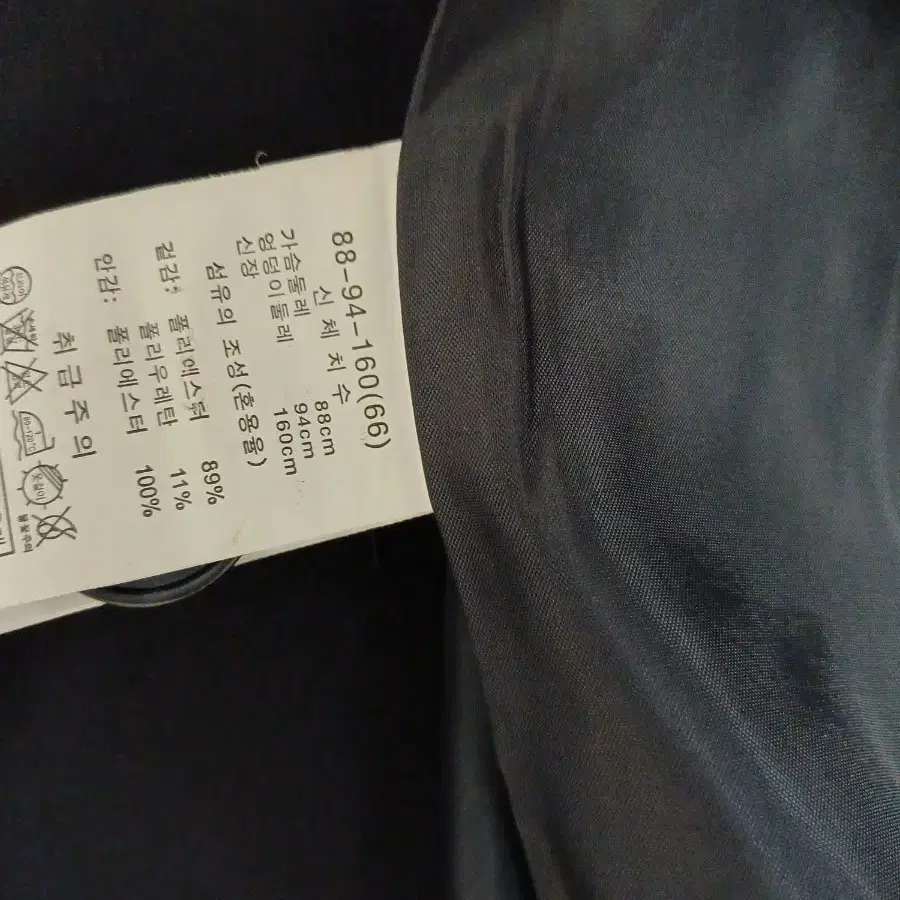 88-94-160(66)
신 체 치 수
가슴둘레 88cm
엉덩이둘레 94cm
신장 160cm
섬유의 조성(혼용율)
겉감: 폴리에스터 89%
폴리우레탄 11%
안감: 폴리에스터 100%
취 급 주 의